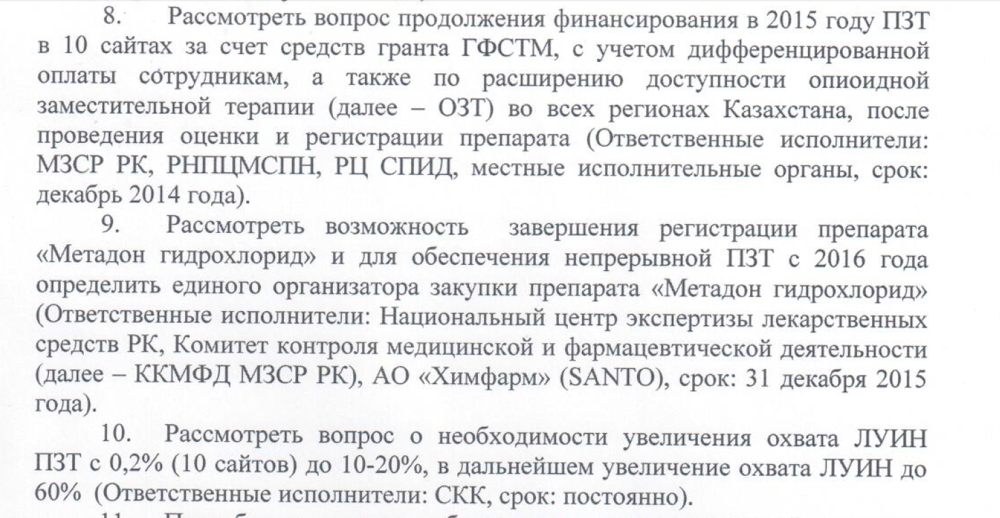 8. Рассмотреть вопрос продолжения финансирования в 2015 году ПЗТ
в 10 сайтах за счет средств гранта ГФСТМ, с учетом дифференцированной
оплаты сотрудникам, а также по расширению доступности опиоидной
заместительной терапии (далее – ОЗТ) во всех регионах Казахстана, после
проведения оценки и регистрации препарата (Ответственные исполнители:
МЗСР РК, РНПЦМСПН, РЦ СПИД, местные исполнительные органы, срок:
декабрь 2014 года).
9. Рассмотреть возможность завершения регистрации препарата
«Метадон гидрохлорид» и для обеспечения непрерывной ПЗТ с 2016 года
определить единого организатора закупки препарата «Метадон гидрохлорид»
(Ответственные исполнители: Национальный центр экспертизы лекарственных
средств РК, Комитет контроля медицинской и фармацевтической деятельности
(далее – ККМФД МЗСР РК), АО «Химфарм» (SANTO), срок: 31 декабря 2015
года).
10. Рассмотреть вопрос о необходимости увеличения охвата ЛУИН
ПЗТ с 0,2% (10 сайтов) до 10-20%, в дальнейшем увеличение охвата ЛУИН до
60% (Ответственные исполнители: СКК, срок: постоянно).